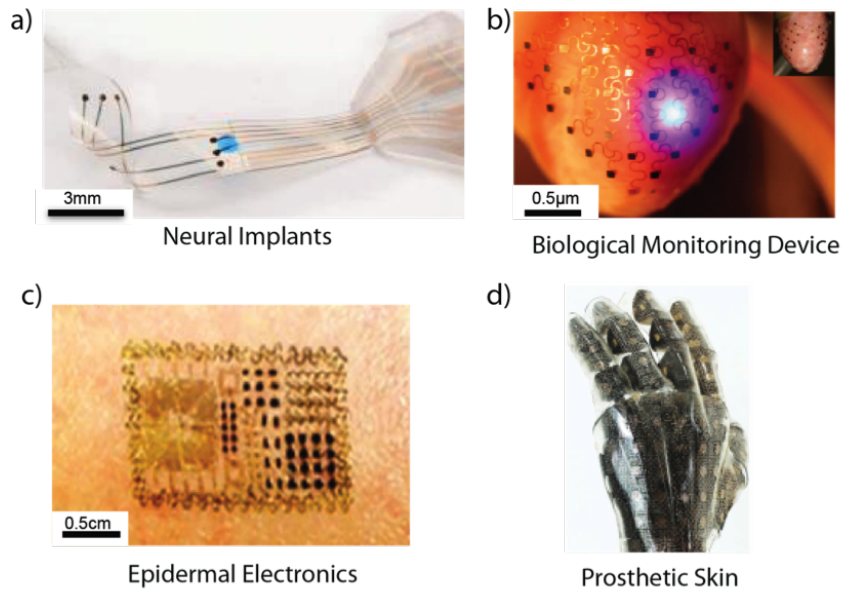 a)
3mm
Neural Implants
b)
0.5µm
Biological Monitoring Device
c)
0.5cm
Epidermal Electronics
d)
Prosthetic Skin